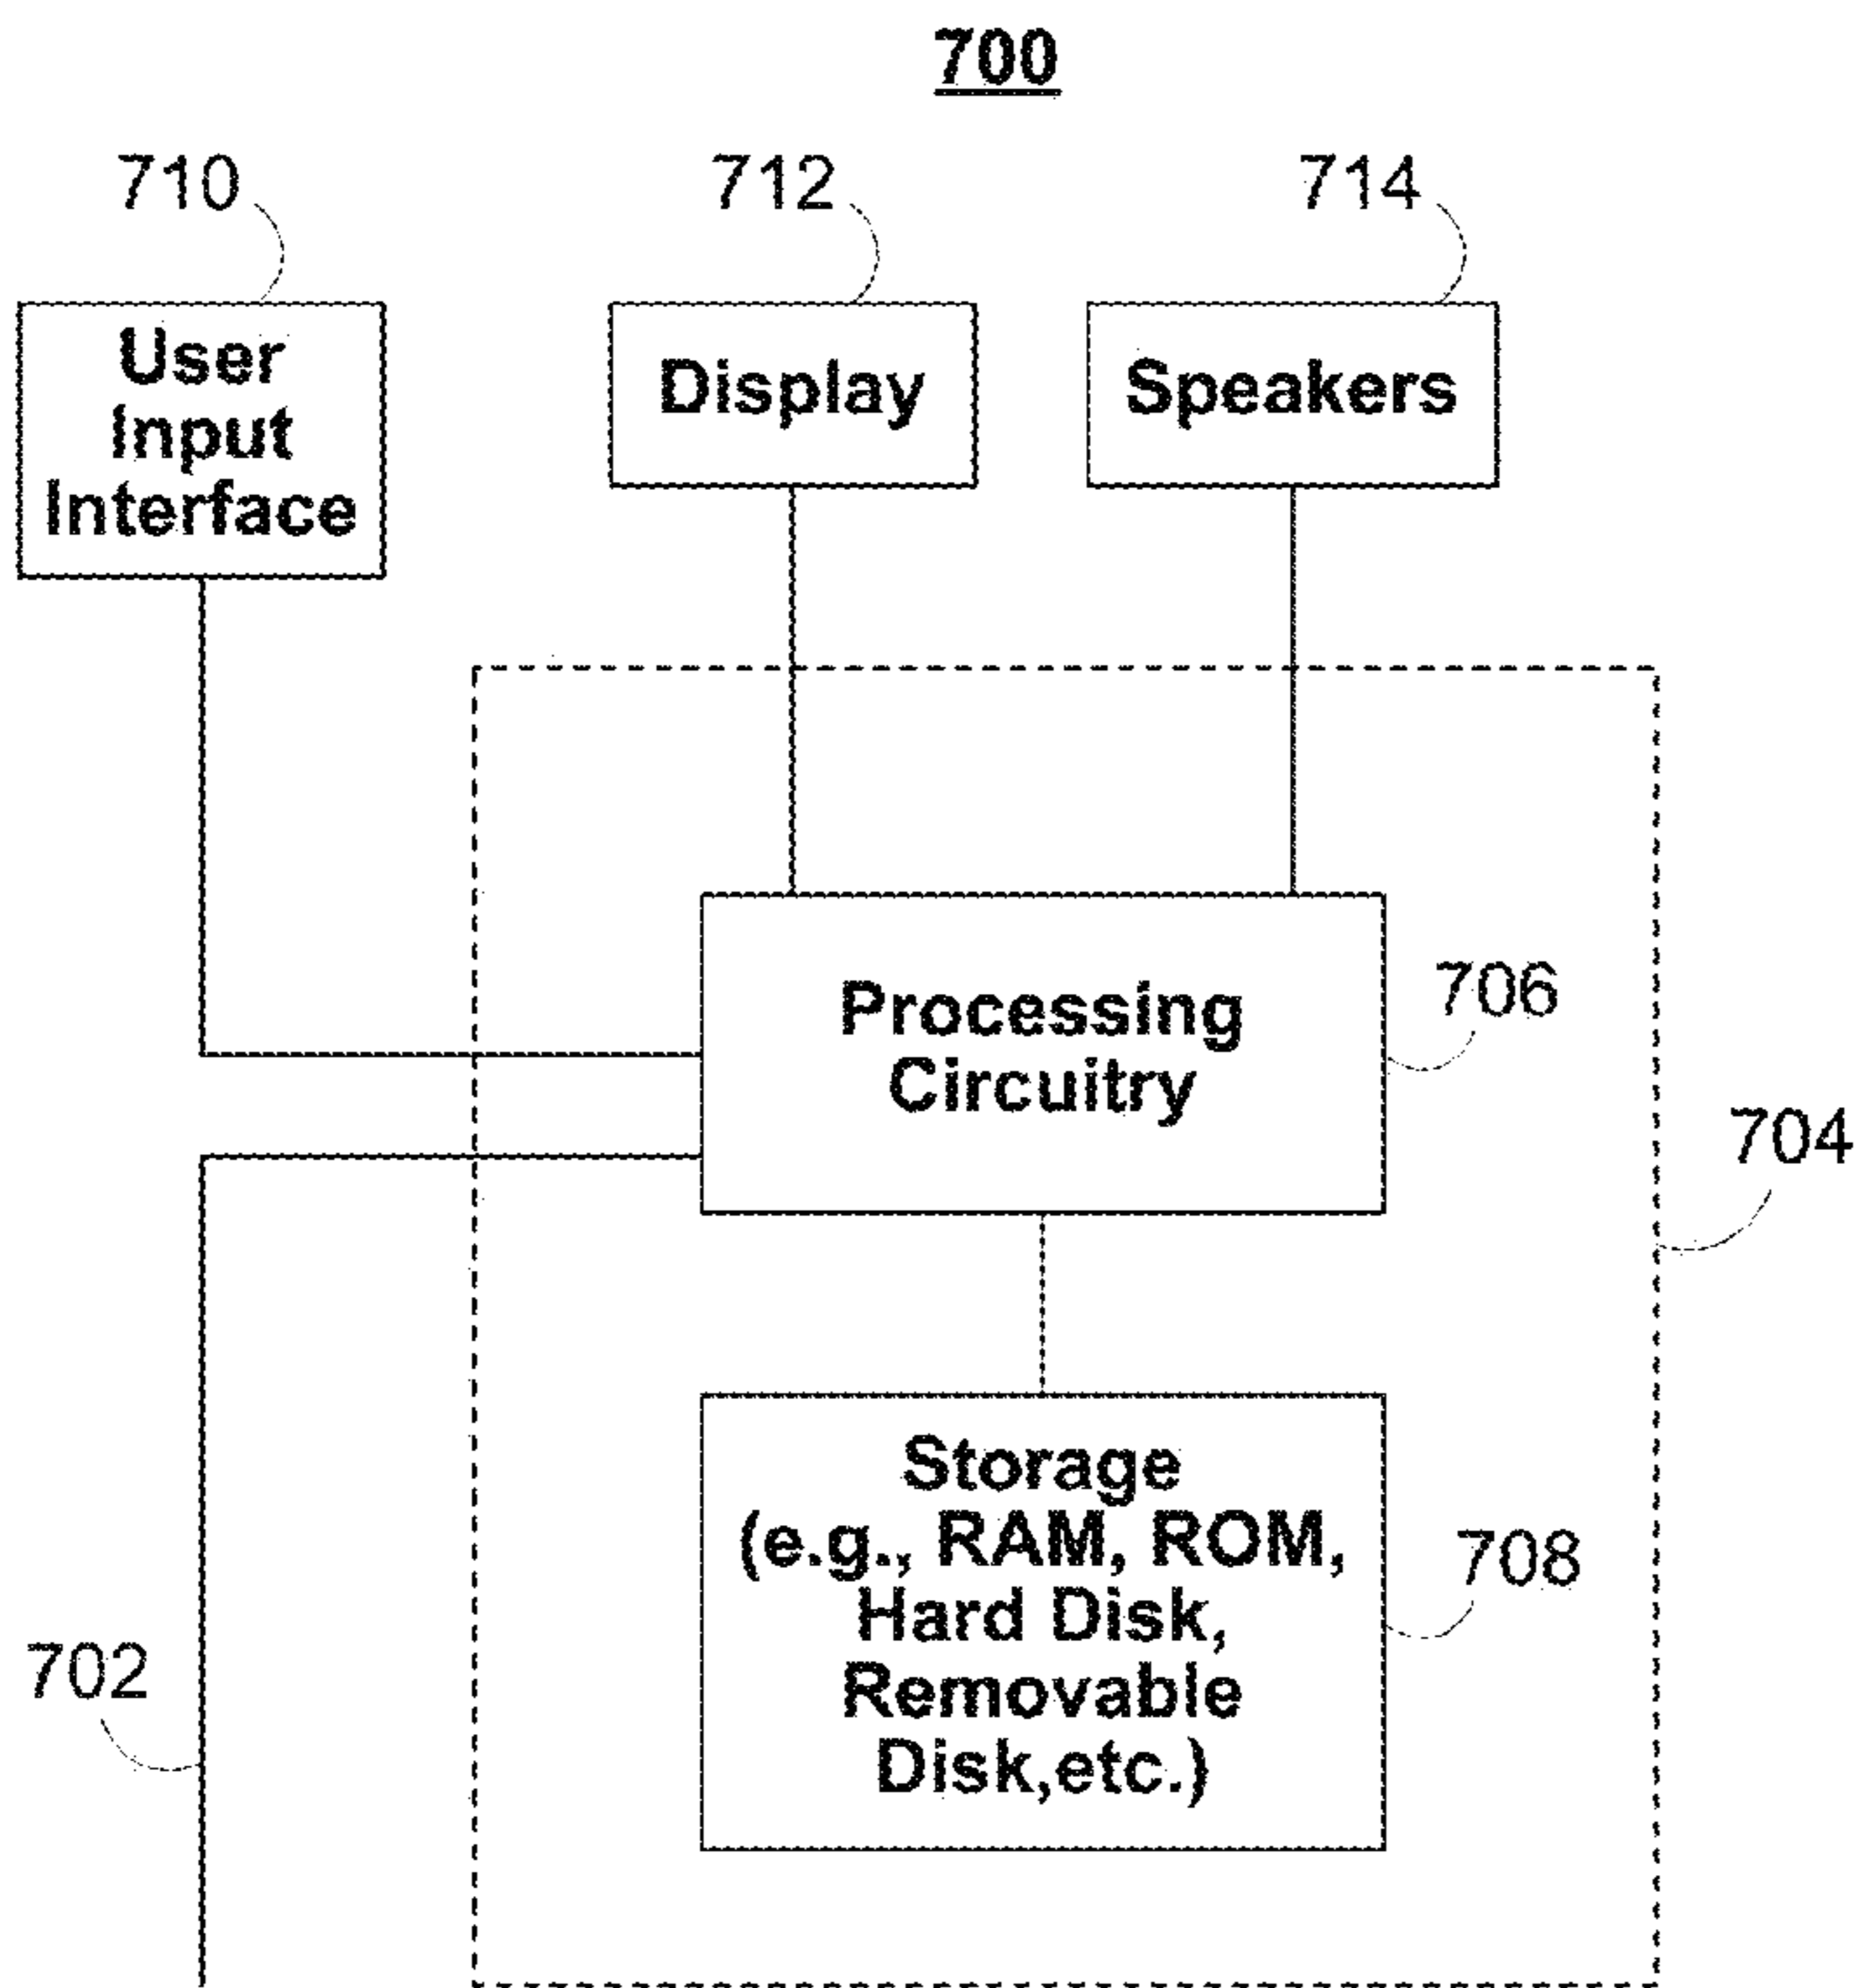 700
710
712
714
User
Input
Interface
Display
Speakers
Processing
Circuitry
706
704
Storage
(e.g., RAM, ROM,
Hard Disk,
Removable
Disk,etc.)
708
702